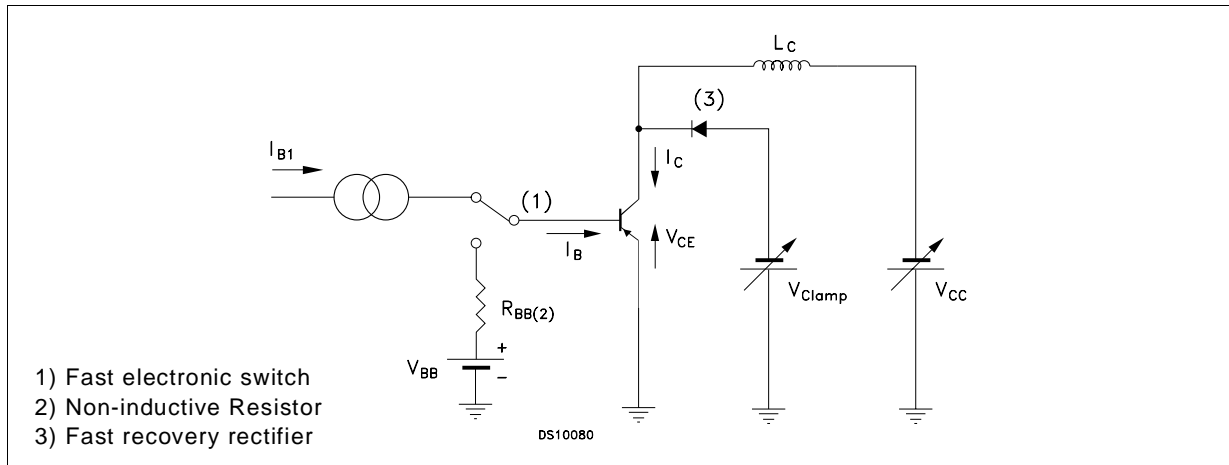 L_C
(3)
I_B1
I_C
(1)
I_B
V_CE
V_Clamp
V_CC
R_BB(2)
+
V_BB
−
1) Fast electronic switch
2) Non-inductive Resistor
3) Fast recovery rectifier
DS10080